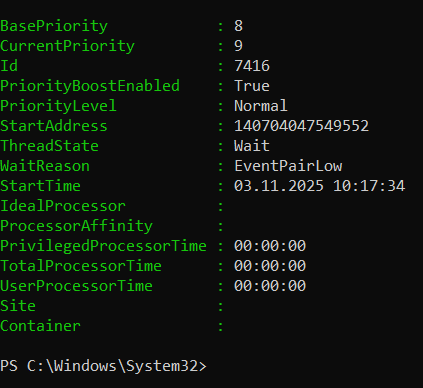 BasePriority : 8
CurrentPriority : 9
Id : 7416
PriorityBoostEnabled : True
PriorityLevel : Normal
StartAddress : 140704047549552
ThreadState : Wait
WaitReason : EventPairLow
StartTime : 03.11.2025 10:17:34
IdealProcessor :
ProcessorAffinity :
PrivilegedProcessorTime : 00:00:00
TotalProcessorTime : 00:00:00
UserProcessorTime : 00:00:00
Site :
Container :
PS C:\Windows\System32>